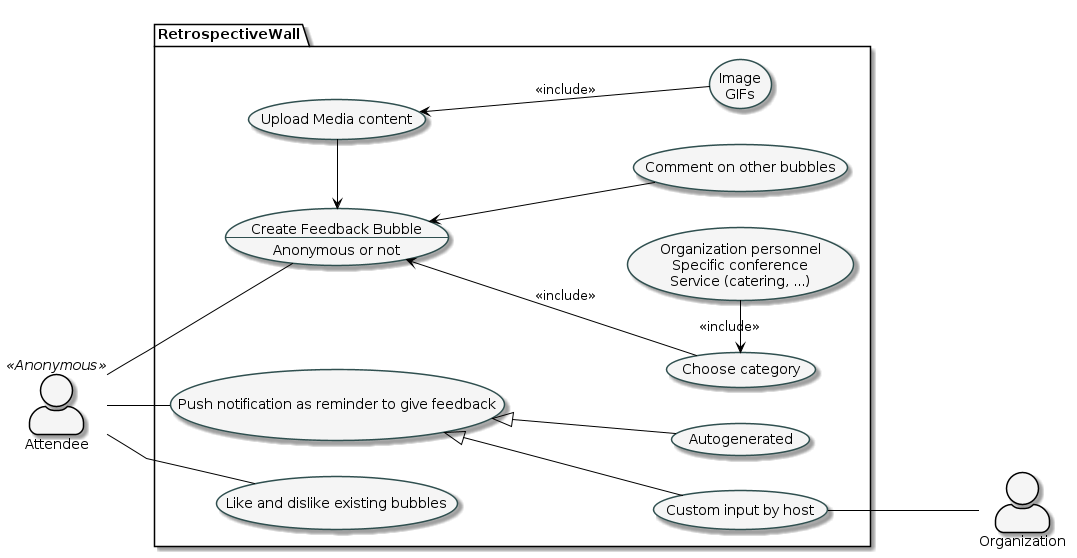 RetrospectiveWall
Image
GIFs
«include»
Upload Media content
Comment on other bubbles
Create Feedback Bubble
Anonymous or not
Organization personnel
Specific conference
Service (catering, ...)
«include»
«include»
Choose category
«Anonymous»
Attendee
Push notification as reminder to give feedback
Autogenerated
Like and dislike existing bubbles
Custom input by host
Organization